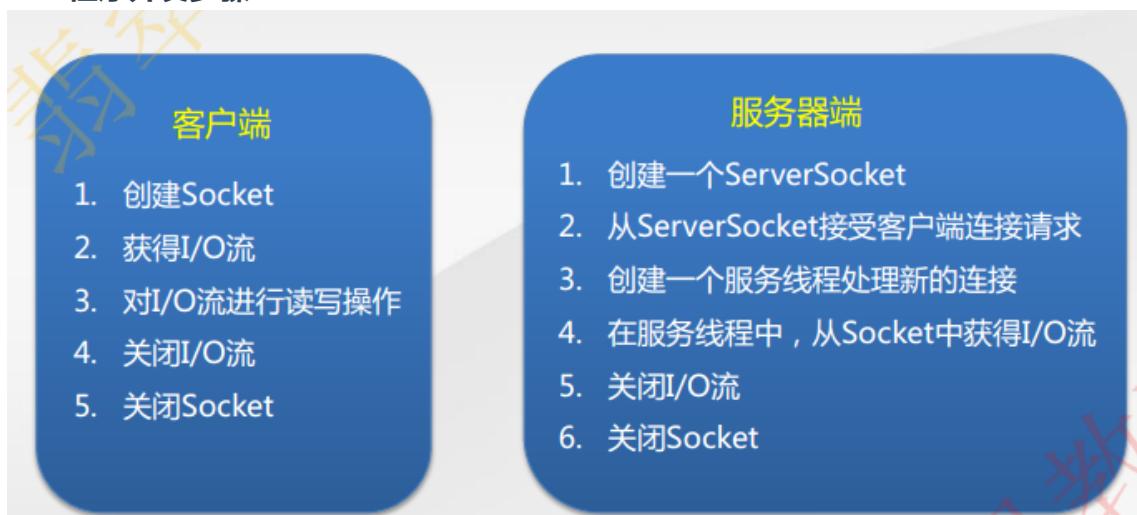 客户端
1. 创建Socket
2. 获得I/O流
3. 对I/O流进行读写操作
4. 关闭I/O流
5. 关闭Socket
服务器端
1. 创建一个ServerSocket
2. 从ServerSocket接受客户端连接请求
3. 创建一个服务线程处理新的连接
4. 在服务线程中，从Socket中获得I/O流
5. 关闭I/O流
6. 关闭Socket
翡翠
教